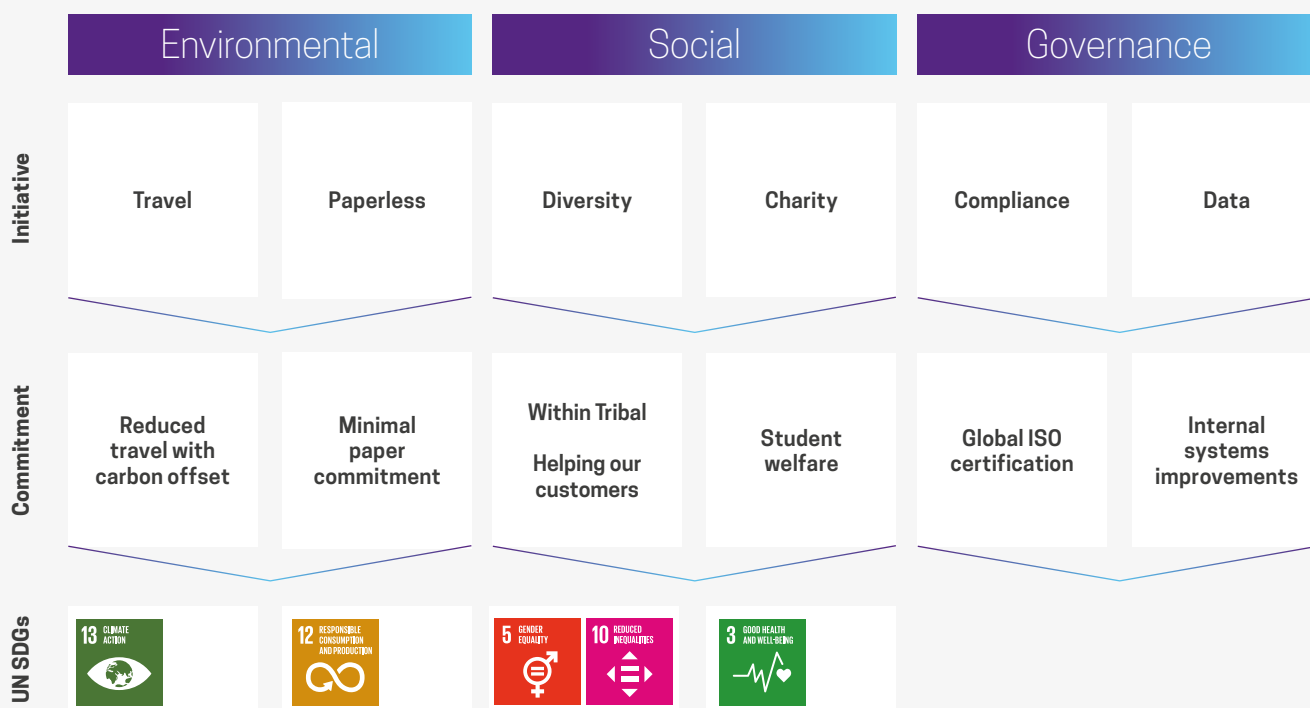 Environmental
Social
Governance
Initiative
Travel
Paperless
Diversity
Charity
Compliance
Data
Commitment
Reduced
travel with
carbon offset
Minimal
paper
commitment
Within Tribal
Helping our
customers
Student
welfare
Global ISO
certification
Internal
systems
improvements
UN SDGs
13 CLIMATE
ACTION
12 RESPONSIBLE
CONSUMPTION
AND PRODUCTION
5 GENDER
EQUALITY
10 REDUCED
INEQUALITIES
3 GOOD HEALTH
AND WELL-BEING